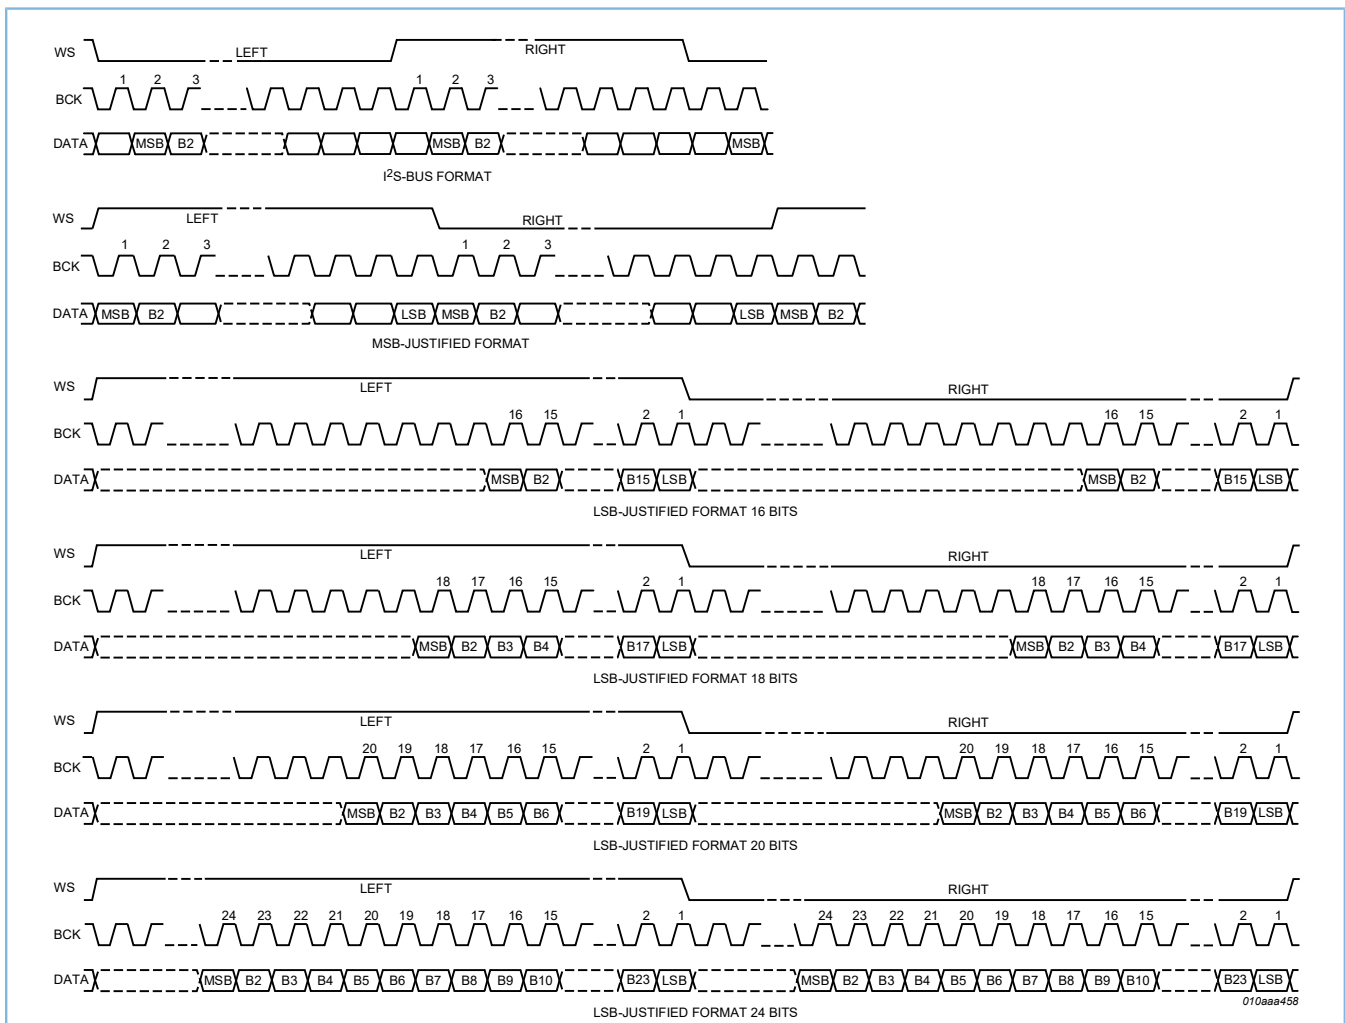 WS LEFT RIGHT
1 2 3 1 2 3
BCK
DATA MSB B2 MSB B2 MSB
I2S-BUS FORMAT
WS LEFT RIGHT
1 2 3 1 2 3
BCK
DATA MSB B2 LSB MSB B2 LSB MSB B2
MSB-JUSTIFIED FORMAT
WS LEFT RIGHT
16 15 2 1 16 15 2 1
BCK
DATA MSB B2 B15 LSB MSB B2 B15 LSB
LSB-JUSTIFIED FORMAT 16 BITS
WS LEFT RIGHT
18 17 16 15 2 1 18 17 16 15 2 1
BCK
DATA MSB B2 B3 B4 B17 LSB MSB B2 B3 B4 B17 LSB
LSB-JUSTIFIED FORMAT 18 BITS
WS LEFT RIGHT
20 19 18 17 16 15 2 1 20 19 18 17 16 15 2 1
BCK
DATA MSB B2 B3 B4 B5 B6 B19 LSB MSB B2 B3 B4 B5 B6 B19 LSB
LSB-JUSTIFIED FORMAT 20 BITS
WS LEFT RIGHT
24 23 22 21 20 19 18 17 16 15 2 1 24 23 22 21 20 19 18 17 16 15 2 1
BCK
DATA MSB B2 B3 B4 B5 B6 B7 B8 B9 B10 B23 LSB MSB B2 B3 B4 B5 B6 B7 B8 B9 B10 B23 LSB
010aaa458
LSB-JUSTIFIED FORMAT 24 BITS